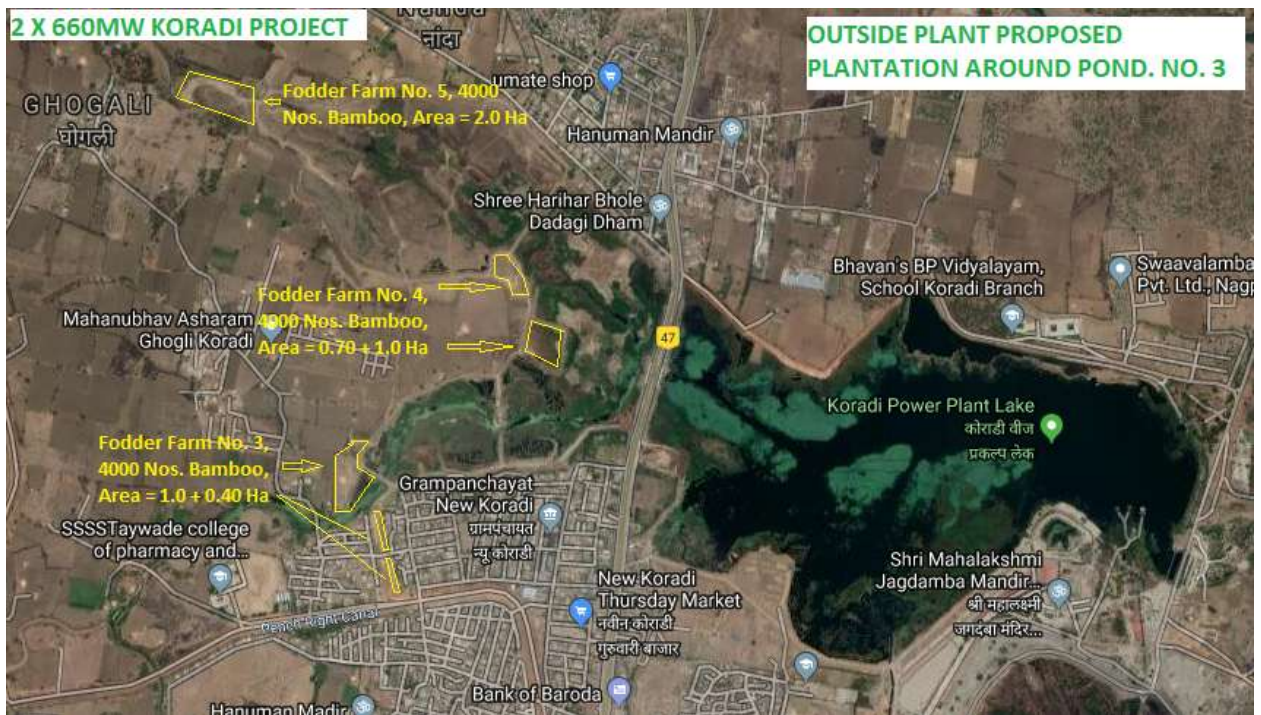 2 X 660MW KORADI PROJECT
OUTSIDE PLANT PROPOSED
PLANTATION AROUND POND. NO. 3
नांदा
umate shop
GHOGALI
घोगली
Fodder Farm No. 5, 4000
Nos. Bamboo, Area = 2.0 Ha
Hanuman Mandir
Shree Harihar Bhole
Dadagi Dham
Bhavan's BP Vidyalayam,
School Koradi Branch
Swaavalamba
Pvt. Ltd., Nagp
Fodder Farm No. 4,
4000 Nos. Bamboo,
Area = 0.70 + 1.0 Ha
Mahanubhav Asharam
Ghogli Koradi
47
Koradi Power Plant Lake
कोराडी वीज
प्रकल्प लेक
Fodder Farm No. 3,
4000 Nos. Bamboo,
Area = 1.0 + 0.40 Ha
Grampanchayat
New Koradi
ग्रामपंचायत
न्यू कोराडी
SSSSTaywade college
of pharmacy and...
Shri Mahalakshmi
Jagdamba Mandir...
श्री महालक्ष्मी
जगदंबा मंदिर...
New Koradi
Thursday Market
नवीन कोराडी
गुरुवारी बाजार
Pench Right Canal
Bank of Baroda
Hanuman Madir